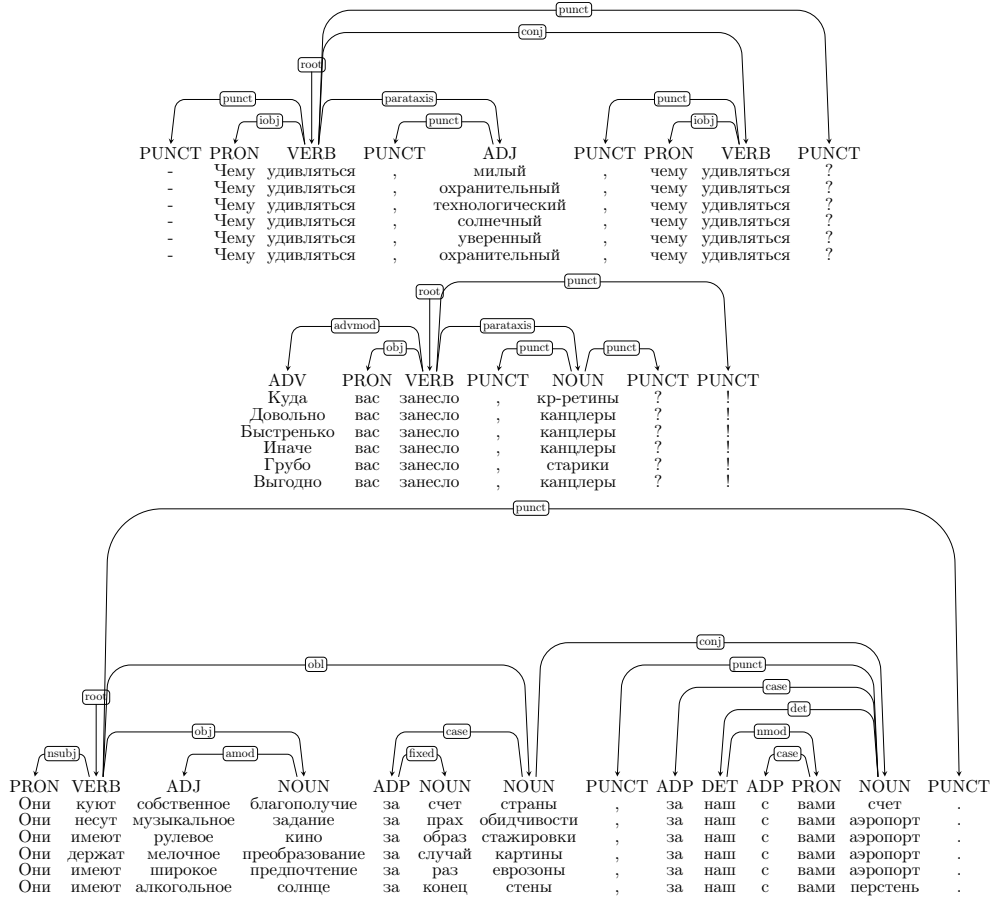 punct
conj
root
punct parataxis punct
iobj punct iobj
PUNCT PRON VERB PUNCT ADJ PUNCT PRON VERB PUNCT
- Чему удивляться , милый , чему удивляться ?
- Чему удивляться , охранительный , чему удивляться ?
- Чему удивляться , технологический , чему удивляться ?
- Чему удивляться , солнечный , чему удивляться ?
- Чему удивляться , уверенный , чему удивляться ?
- Чему удивляться , охранительный , чему удивляться ?
punct
root
advmod parataxis
obj punct punct
ADV PRON VERB PUNCT NOUN PUNCT PUNCT
Куда вас занесло , кр-ретины ? !
Довольно вас занесло , канцлеры ? !
Быстренько вас занесло , канцлеры ? !
Иначе вас занесло , канцлеры ? !
Грубо вас занесло , старики ? !
Выгодно вас занесло , канцлеры ? !
punct
conj
obl punct
case
root
det
obj case nmod
nsubj amod fixed case
PRON VERB ADJ NOUN ADP NOUN NOUN PUNCT ADP DET ADP PRON NOUN PUNCT
Они куют собственное благополучие за счет страны , за наш с вами счет .
Они несут музыкальное задание за прах обидчивости , за наш с вами аэропорт .
Они имеют рулевое кино за образ стажировки , за наш с вами аэропорт .
Они держат мелочное преобразование за случай картины , за наш с вами аэропорт .
Они имеют широкое предпочтение за раз еврозоны , за наш с вами аэропорт .
Они имеют алкогольное солнце за конец стены , за наш с вами перстень .